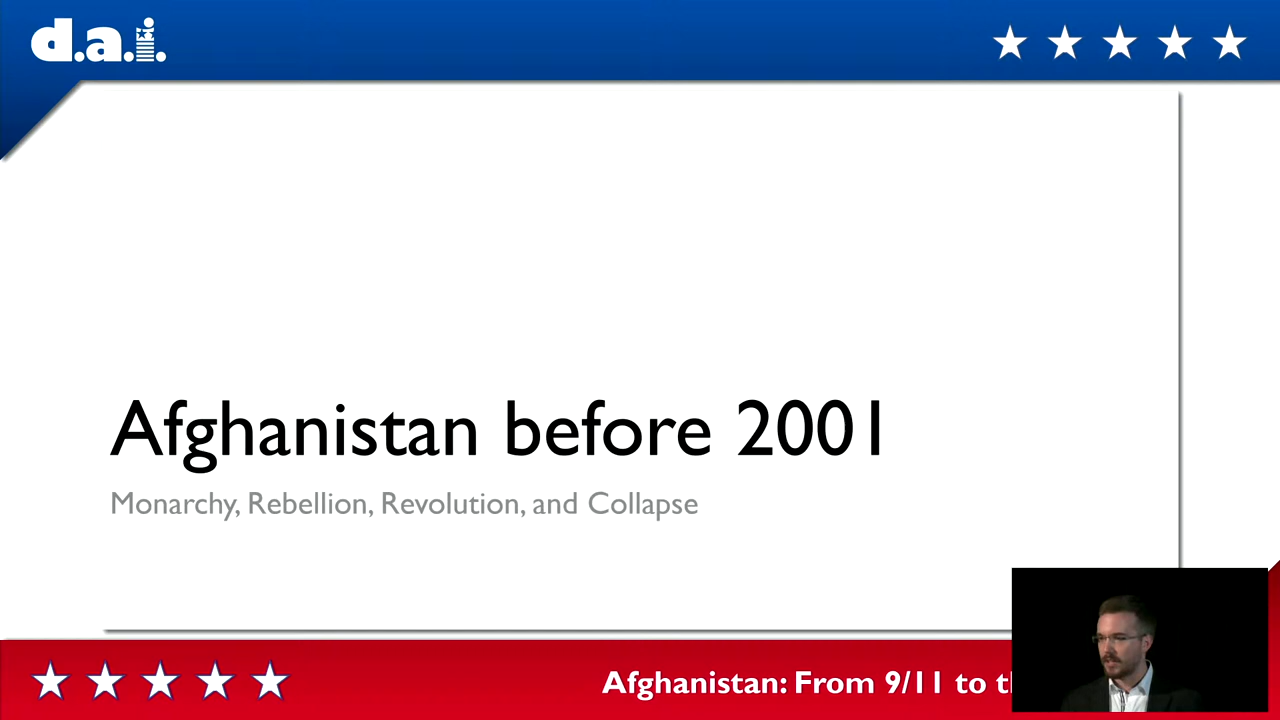 d.a.i.
Afghanistan before 2001
Monarchy, Rebellion, Revolution, and Collapse
Afghanistan: From 9/11 to